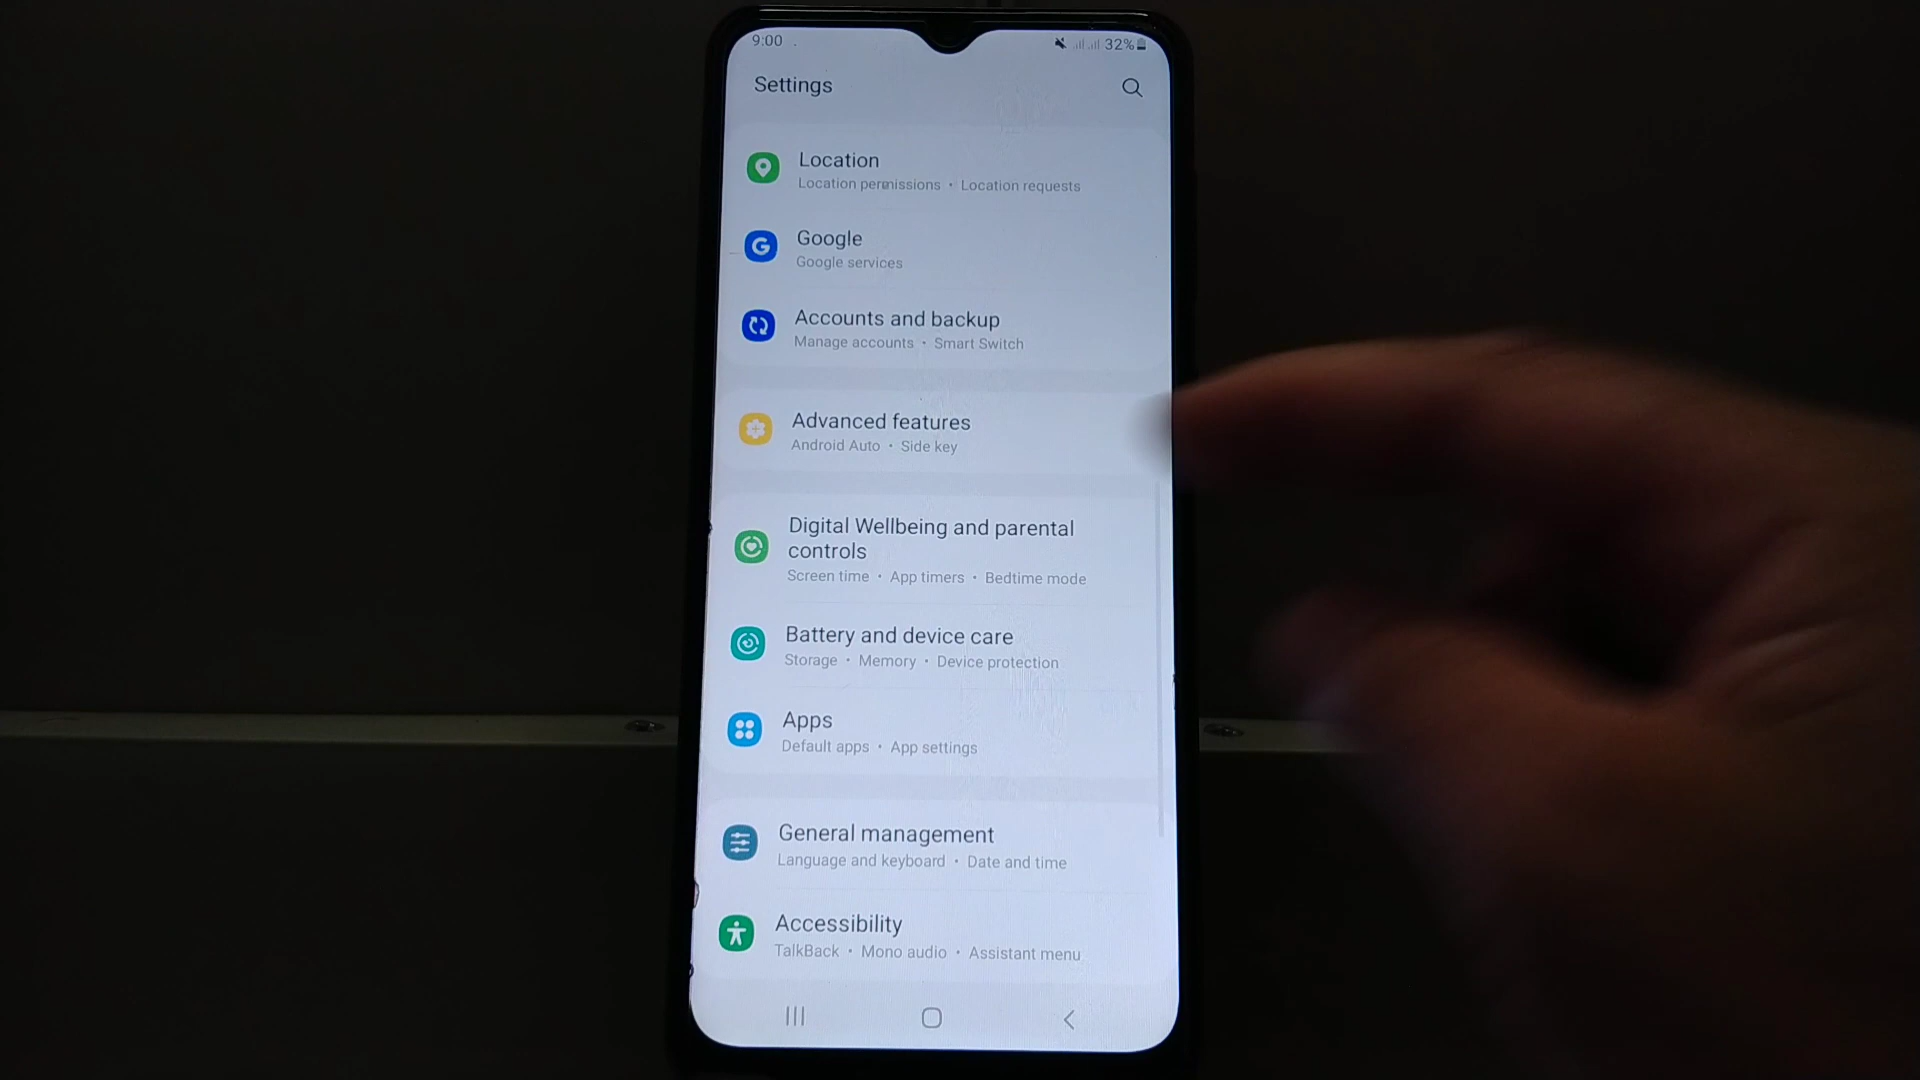 9:00
32%
Settings
Location
Location permissions • Location requests
Google
Google services
Accounts and backup
Manage accounts • Smart Switch
Advanced features
Android Auto • Side key
Digital Wellbeing and parental
controls
Screen time • App timers • Bedtime mode
Battery and device care
Storage • Memory • Device protection
Apps
Default apps • App settings
General management
Language and keyboard • Date and time
Accessibility
TalkBack • Mono audio • Assistant menu